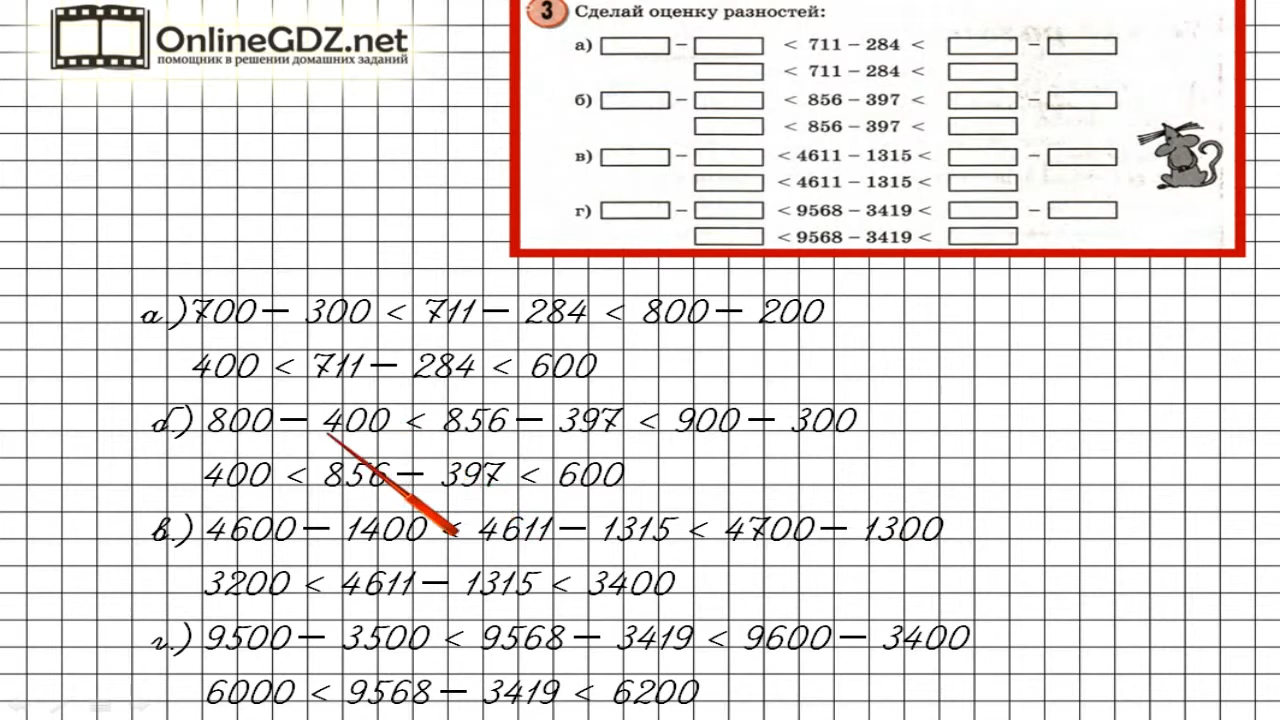 OnlineGDZ.net
помощник в решении домашних заданий
3 Сделай оценку разностей:
а) − < 711 − 284 < −
< 711 − 284 <
б) − < 856 − 397 < −
< 856 − 397 <
в) − < 4611 − 1315 < −
< 4611 − 1315 <
г) − < 9568 − 3419 < −
< 9568 − 3419 <
а.) 700 − 300 < 711 − 284 < 800 − 200
400 < 711 − 284 < 600
б.) 800 − 400 < 856 − 397 < 900 − 300
400 < 856 − 397 < 600
в.) 4600 − 1400 < 4611 − 1315 < 4700 − 1300
3200 < 4611 − 1315 < 3400
г.) 9500 − 3500 < 9568 − 3419 < 9600 − 3400
6000 < 9568 − 3419 < 6200